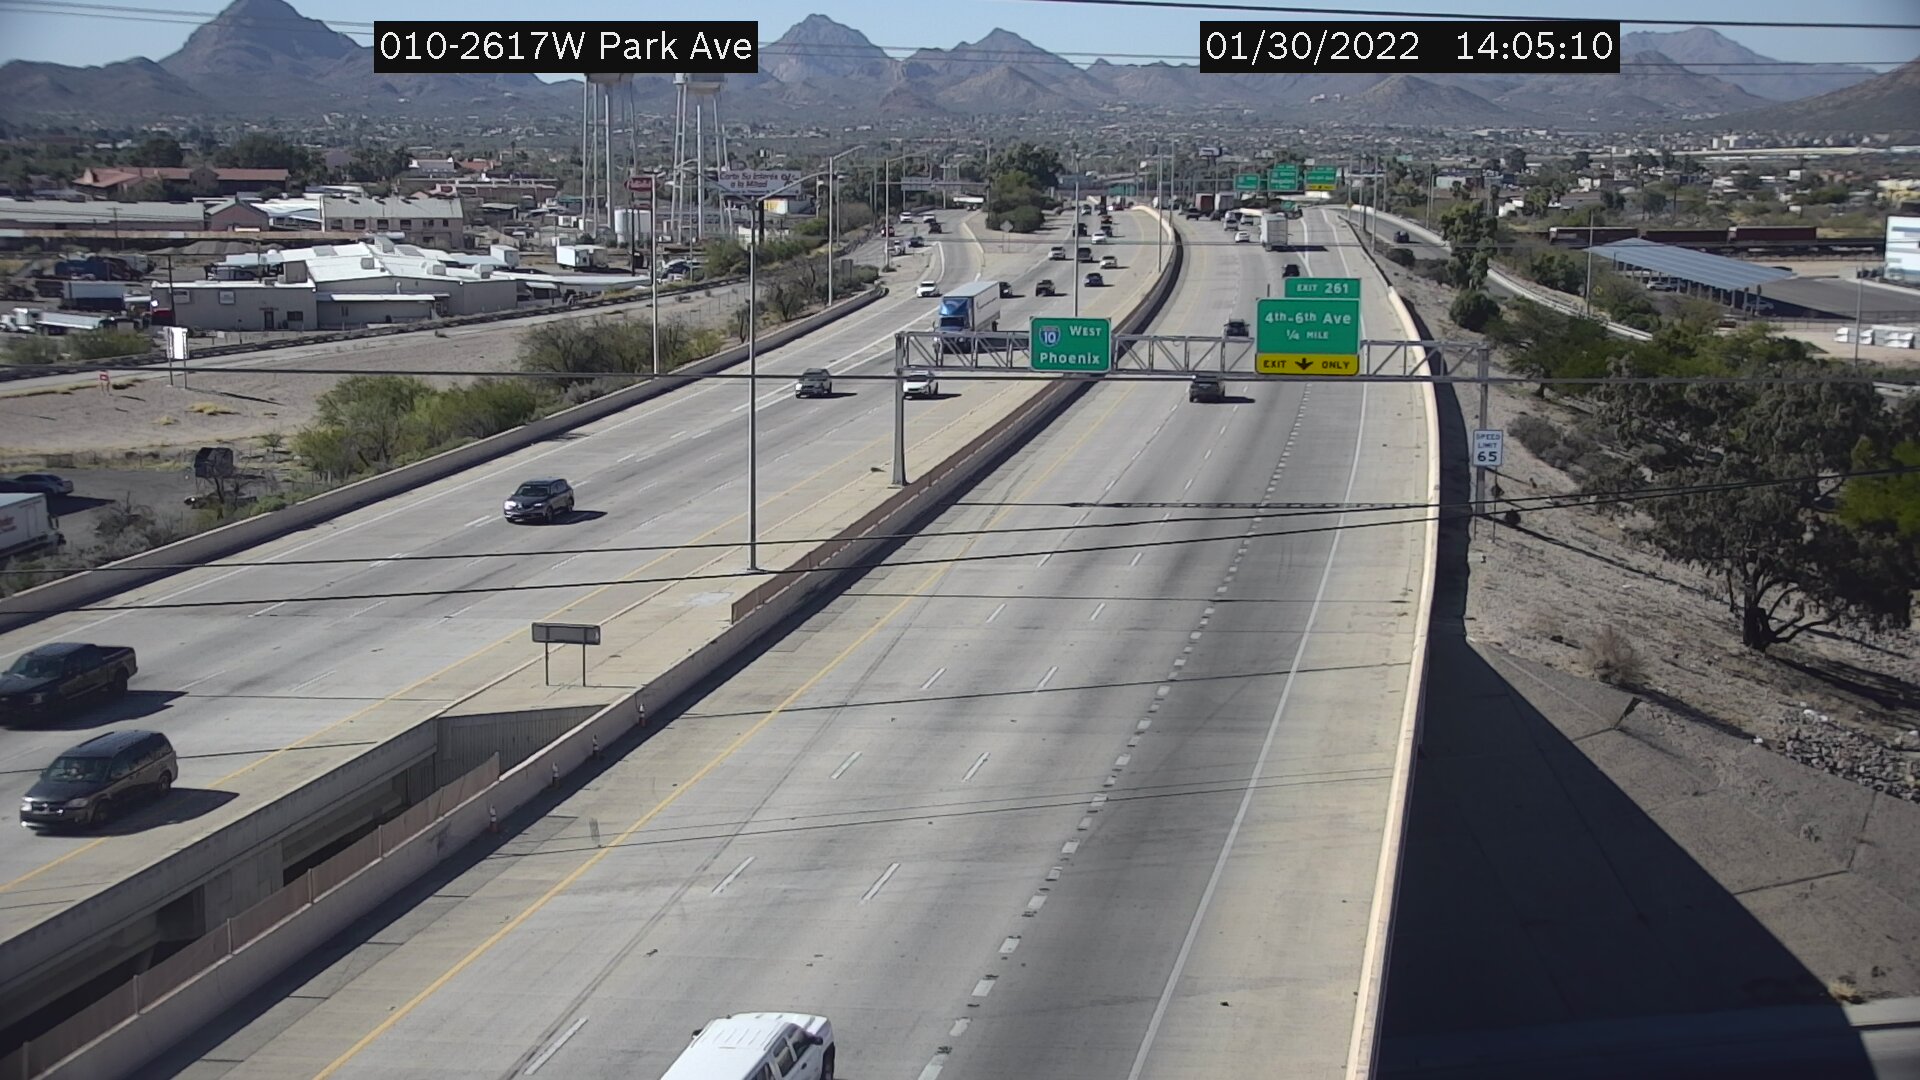 010-2617W Park Ave
01/30/2022 14:05:10
EXIT 261
4th-6th Ave
1/4 MILE
EXIT ONLY
10 WEST
Phoenix
SPEED
LIMIT
65